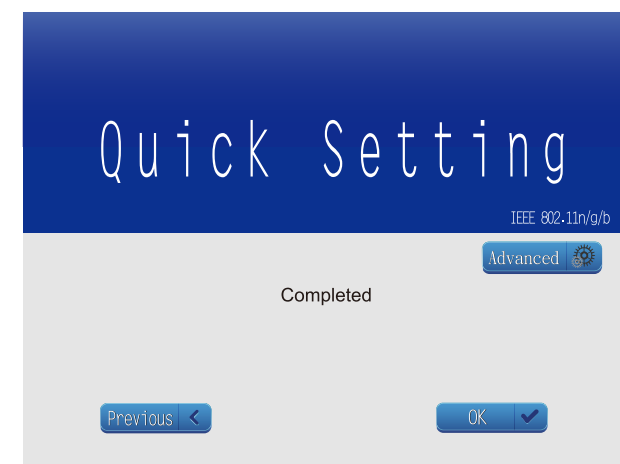 Quick Setting
IEEE 802.11n/g/b
Advanced
Completed
Previous
OK